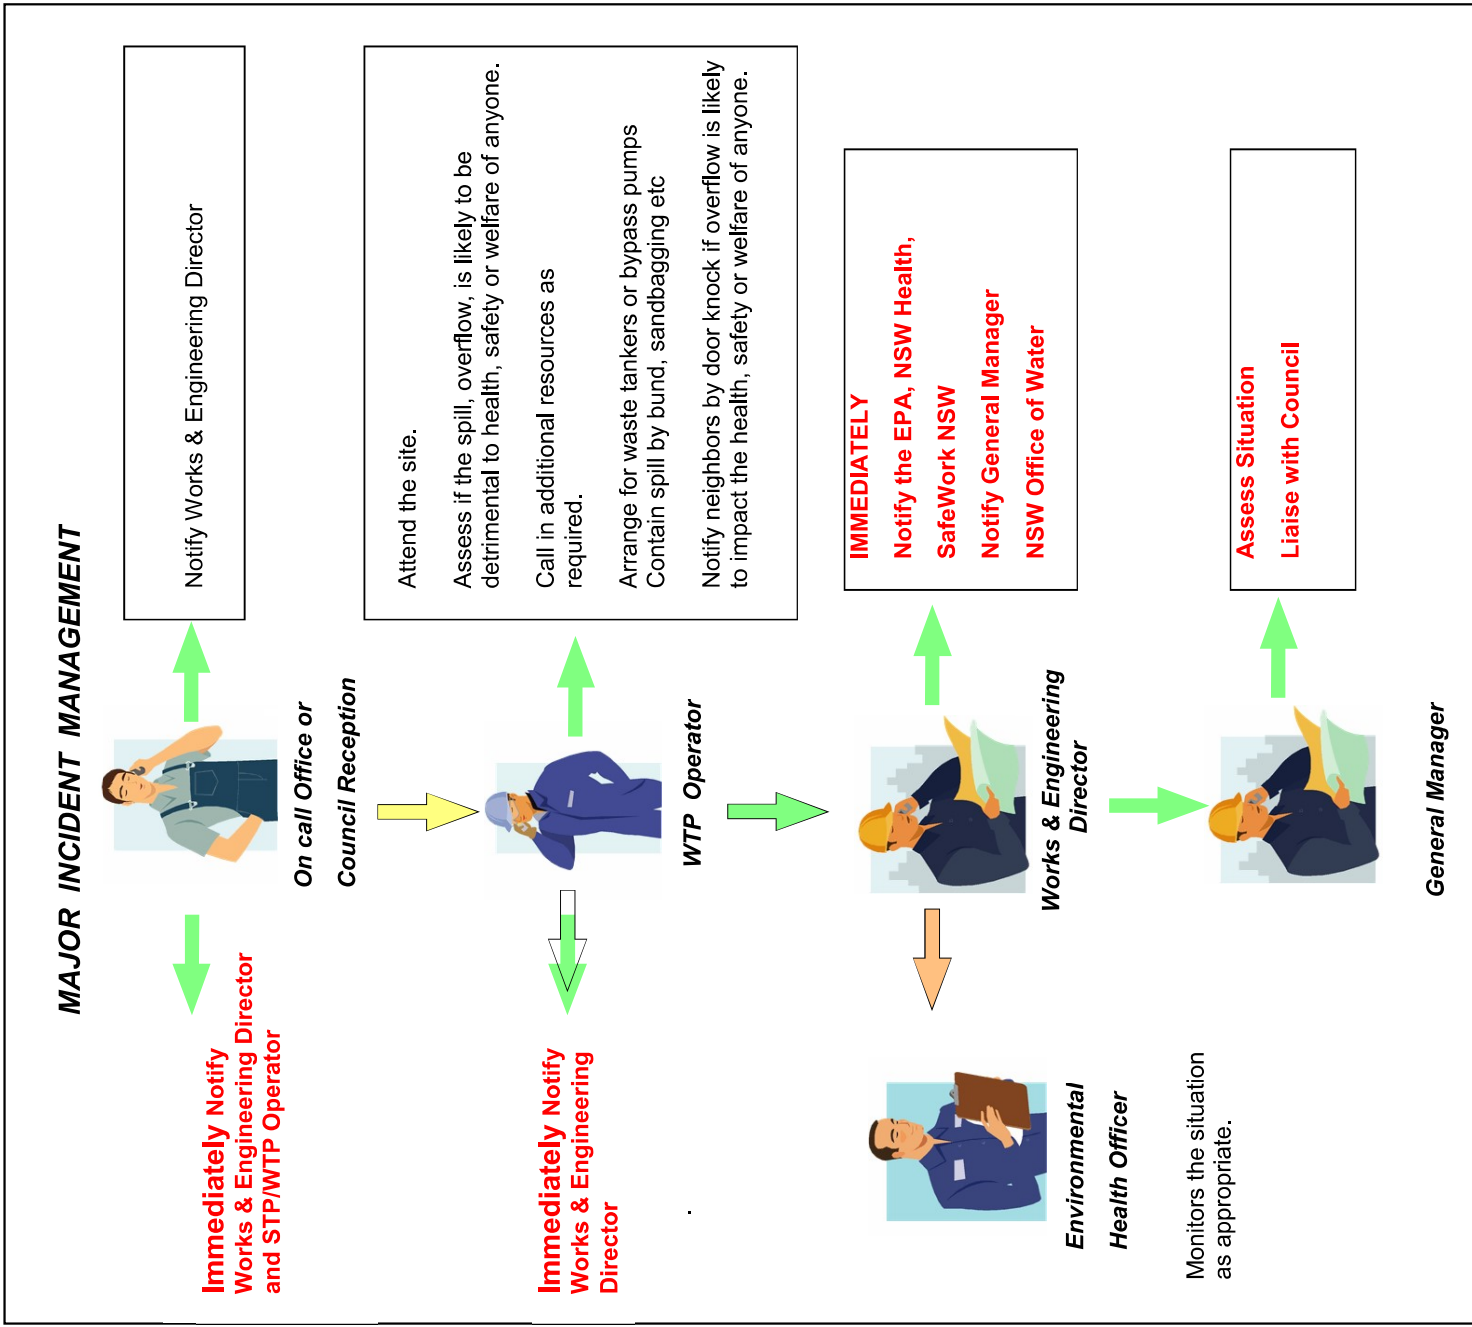 MAJOR INCIDENT MANAGEMENT
Immediately Notify
Works & Engineering Director
and STP/WTP Operator
On call Office or
Council Reception
Notify Works & Engineering Director
Immediately Notify
Works & Engineering
Director
.
WTP Operator
Attend the site.
Assess if the spill, overflow, is likely to be
detrimental to health, safety or welfare of anyone.
Call in additional resources as
required.
Arrange for waste tankers or bypass pumps
Contain spill by bund, sandbagging etc
Notify neighbors by door knock if overflow is likely
to impact the health, safety or welfare of anyone.
Environmental
Health Officer
Monitors the situation
as appropriate.
Works & Engineering
Director
IMMEDIATELY
Notify the EPA, NSW Health,
SafeWork NSW
Notify General Manager
NSW Office of Water
General Manager
Assess Situation
Liaise with Council